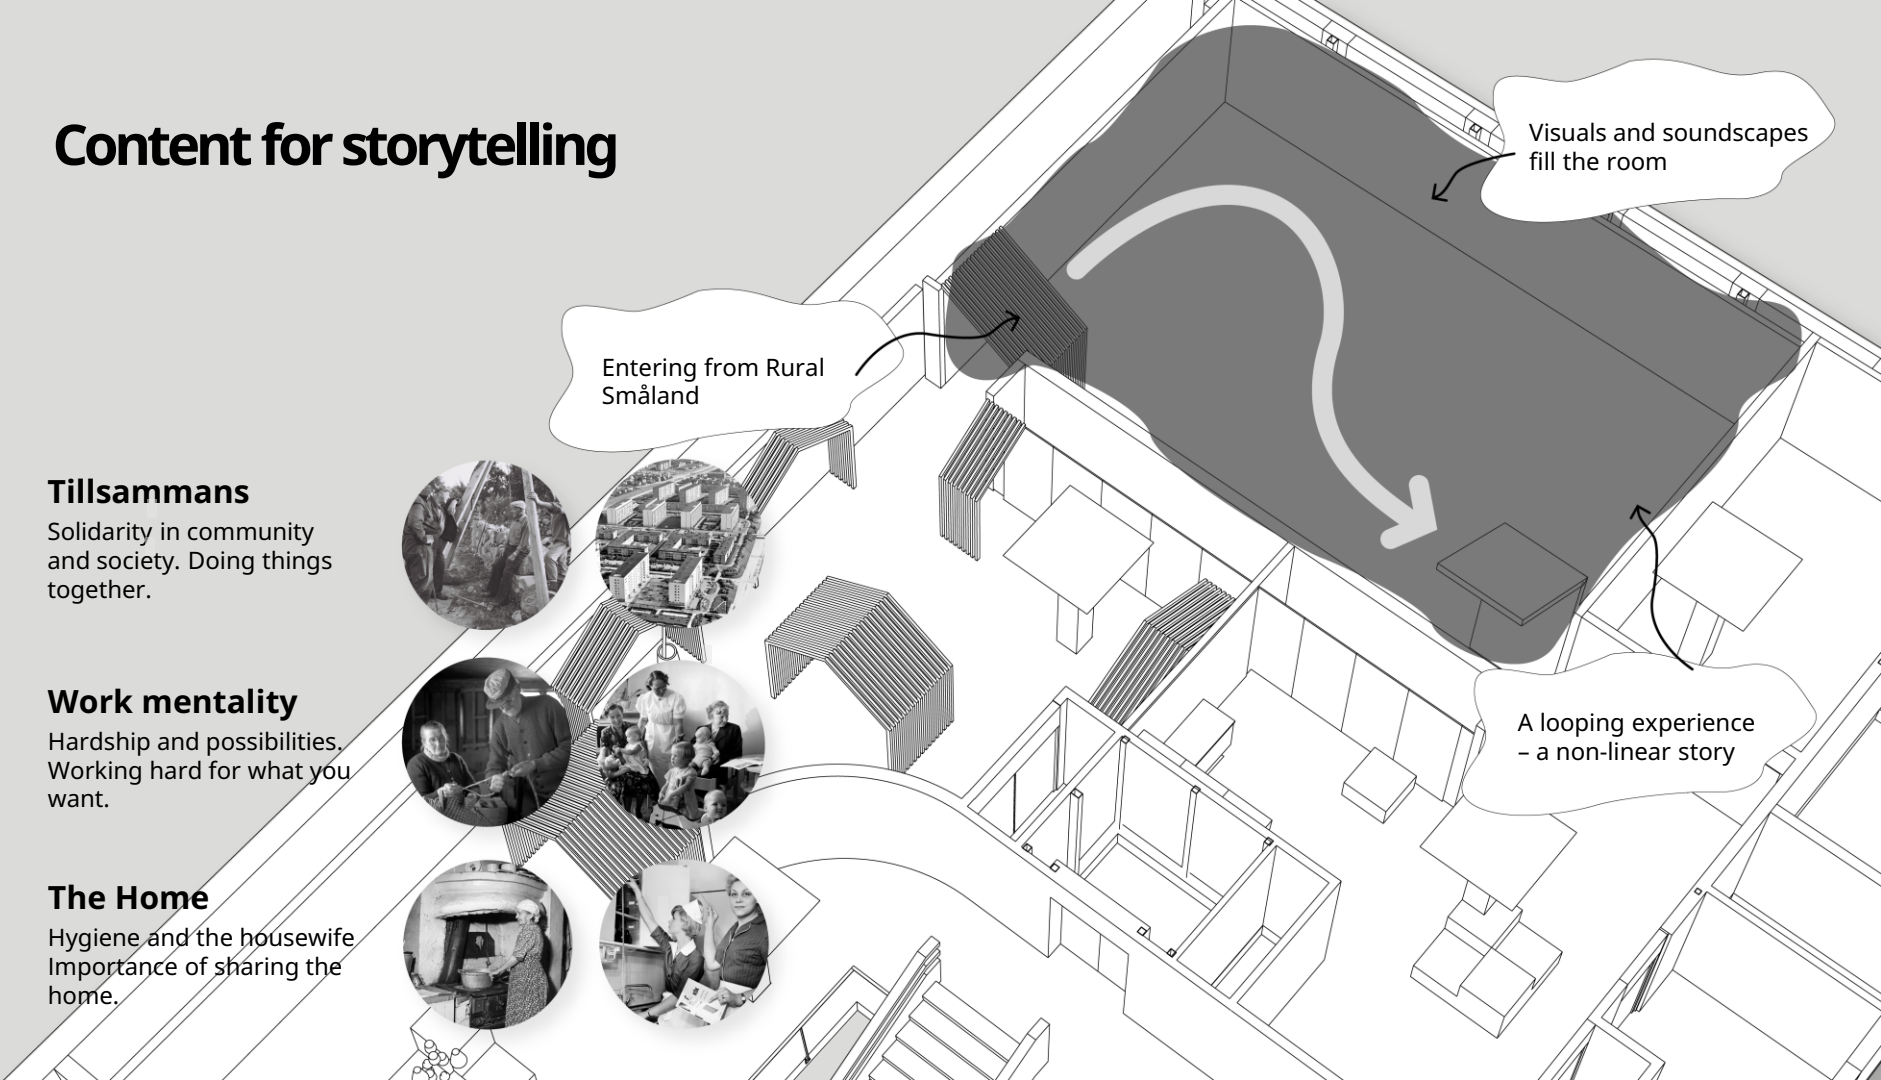 Content for storytelling
Visuals and soundscapes
fill the room
Entering from Rural
Småland
Tillsammans
Solidarity in community
and society. Doing things
together.
Work mentality
Hardship and possibilities.
Working hard for what you
want.
A looping experience
– a non-linear story
The Home
Hygiene and the housewife
Importance of sharing the
home.